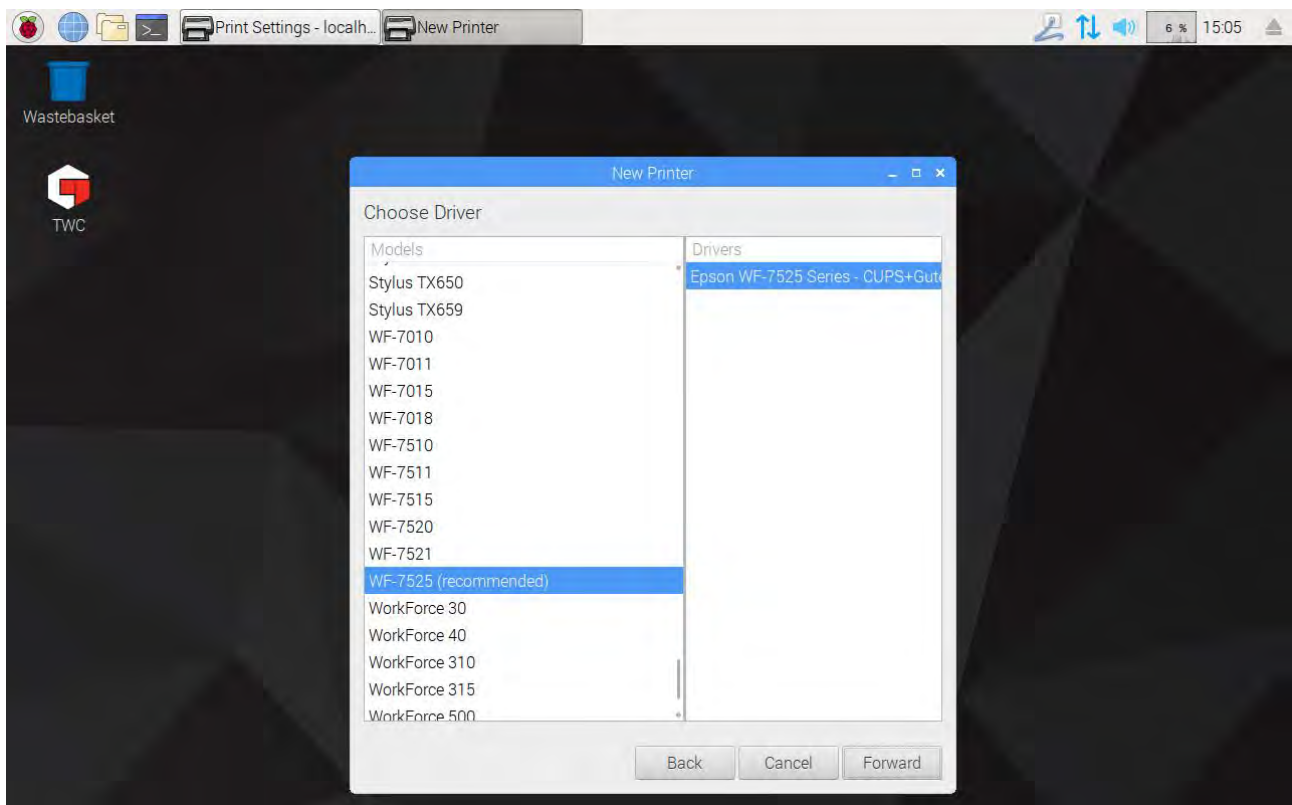 Print Settings - localh... New Printer 6 % 15:05
Wastebasket
TWC
New Printer
Choose Driver
Models
Drivers
Epson WF-7525 Series - CUPS+Gut
Stylus TX650
Stylus TX659
WF-7010
WF-7011
WF-7015
WF-7018
WF-7510
WF-7511
WF-7515
WF-7520
WF-7521
WF-7525 (recommended)
WorkForce 30
WorkForce 40
WorkForce 310
WorkForce 315
WorkForce 500
Back Cancel Forward